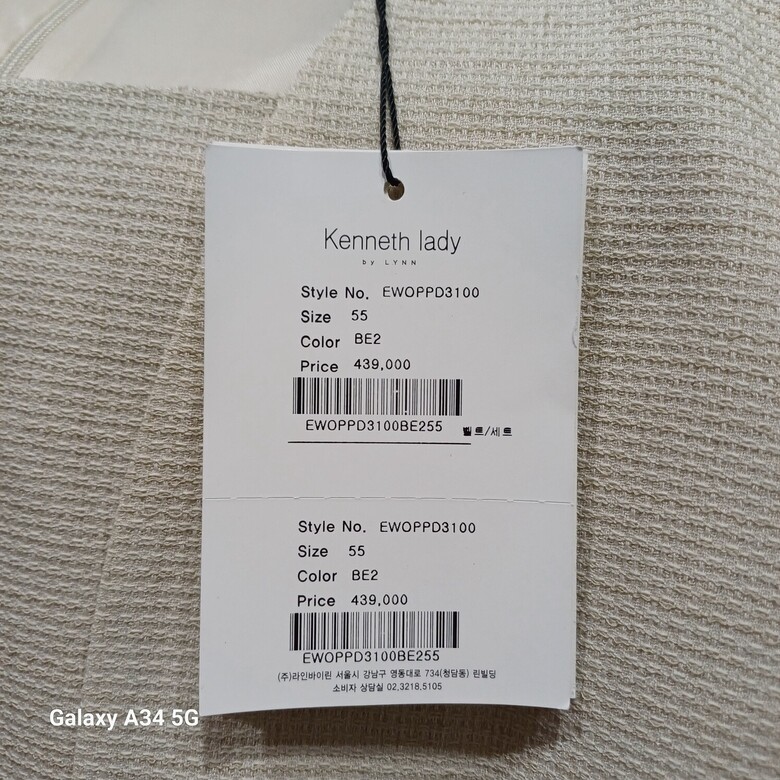 Kenneth lady
by LYNN
Style No. EWOPPD3100
Size 55
Color BE2
Price 439,000
EWOPPD3100BE255 벨트/세트
Style No. EWOPPD3100
Size 55
Color BE2
Price 439,000
EWOPPD3100BE255
(주)라인바이린 서울시 강남구 영동대로 734(청담동) 린빌딩
소비자 상담실 02.3218.5105
Galaxy A34 5G